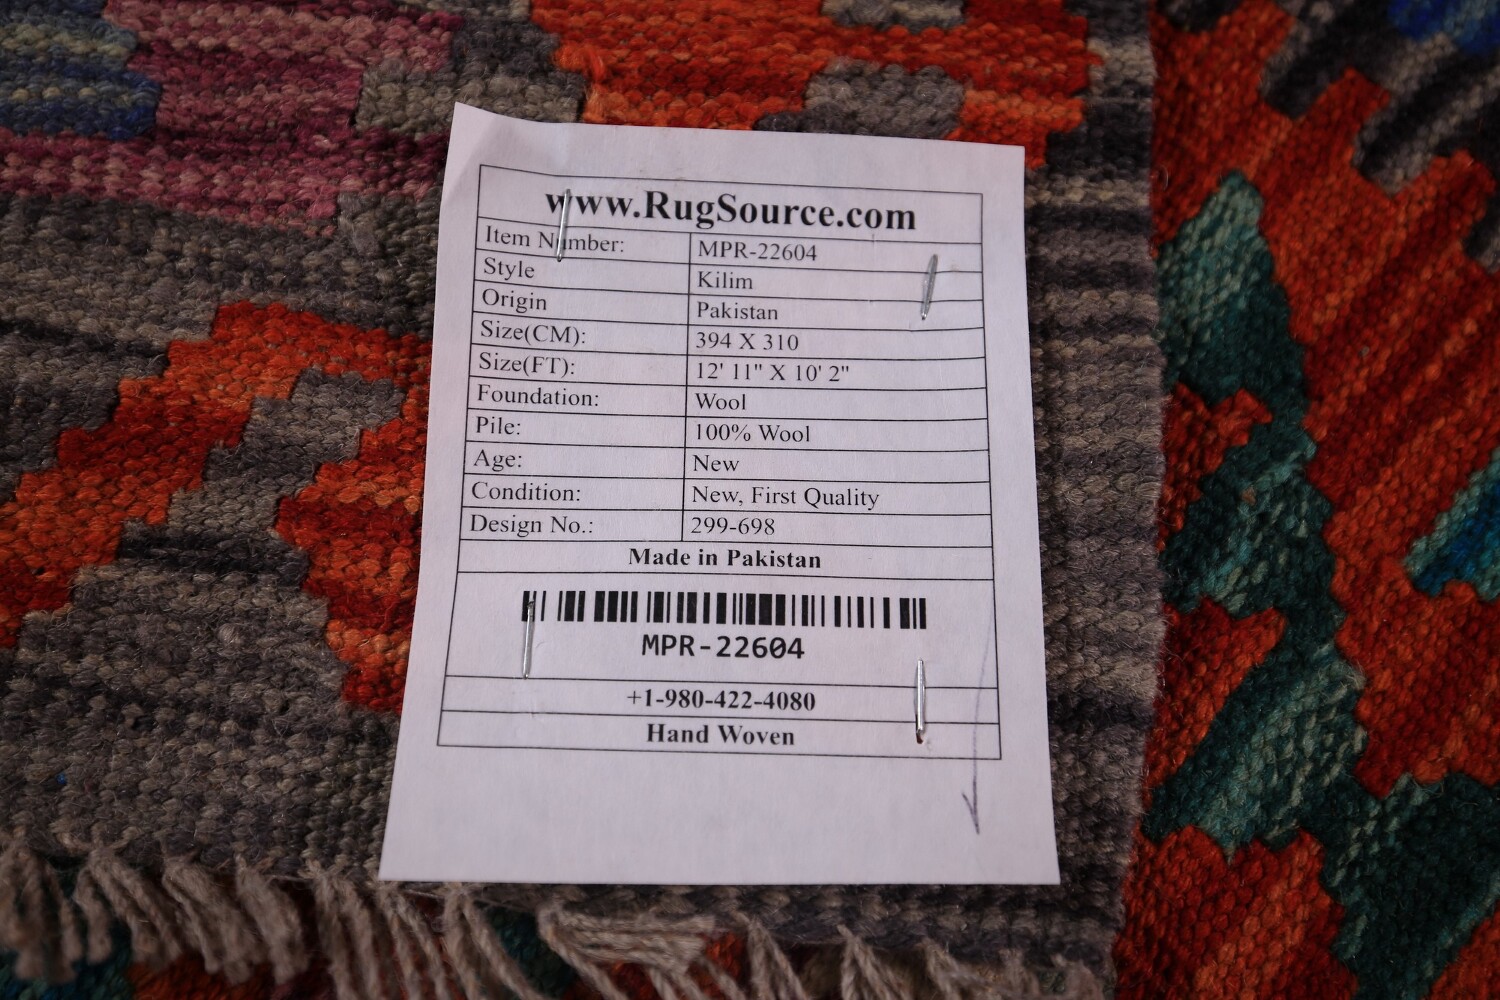 www.RugSource.com
Item Number: MPR-22604
Style Kilim
Origin Pakistan
Size(CM): 394 X 310
Size(FT): 12' 11" X 10' 2"
Foundation: Wool
Pile: 100% Wool
Age: New
Condition: New, First Quality
Design No.: 299-698
Made in Pakistan
MPR-22604
+1-980-422-4080
Hand Woven